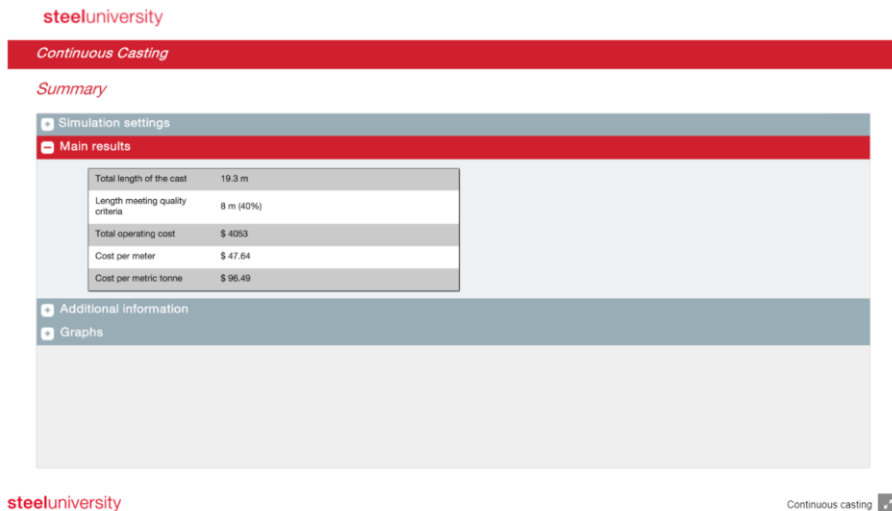 steeluniversity
Continuous Casting
Summary
Simulation settings
Main results
Total length of the cast 19.3 m
Length meeting quality
criteria 8 m (40%)
Total operating cost $ 4053
Cost per meter $ 47.64
Cost per metric tonne $ 96.49
Additional information
Graphs
steeluniversity
Continuous casting